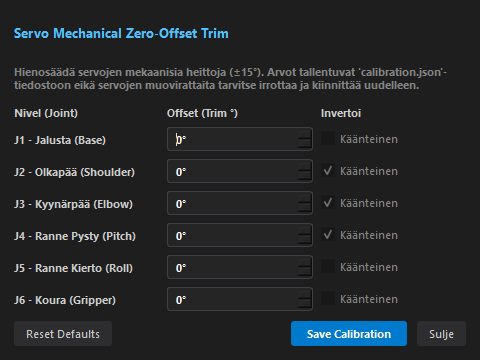 Servo Mechanical Zero-Offset Trim
Hienosäädä servojen mekaanisia heittoja (±15°). Arvot tallentuvat 'calibration.json'-
tiedostoon eikä servojen muovirattaita tarvitse irrottaa ja kiinnittää uudelleen.
Nivel (Joint) Offset (Trim °) Invertoi
J1 - Jalusta (Base) 0° Käänteinen
J2 - Olkapää (Shoulder) 0° Käänteinen
J3 - Kyynärpää (Elbow) 0° Käänteinen
J4 - Ranne Pysty (Pitch) 0° Käänteinen
J5 - Ranne Kierto (Roll) 0° Käänteinen
J6 - Koura (Gripper) 0° Käänteinen
Reset Defaults Save Calibration Sulje